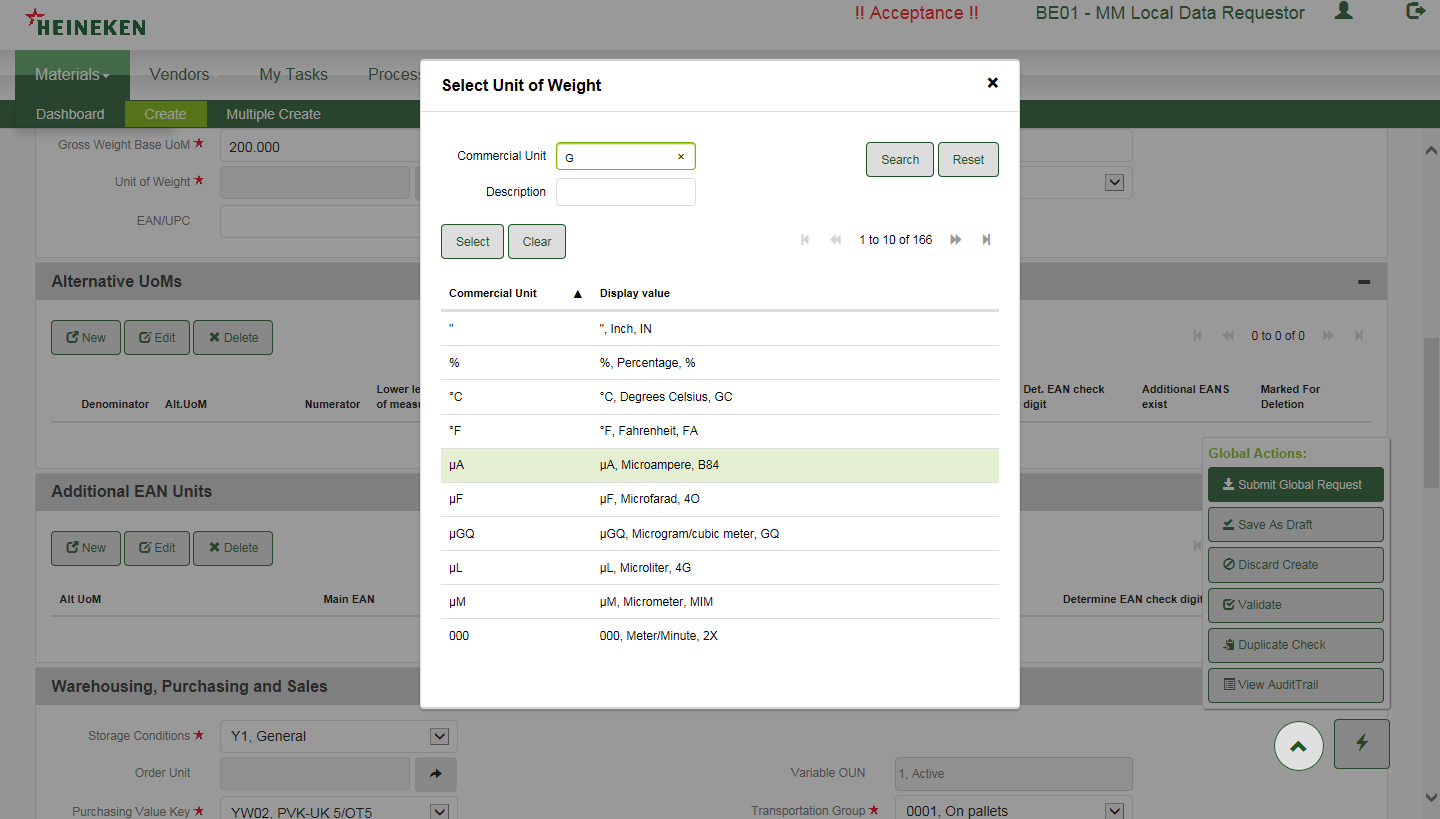 HEINEKEN
!! Acceptance !!
BE01 - MM Local Data Requestor
Materials
Vendors
My Tasks
Dashboard
Create
Multiple Create
Select Unit of Weight
Commercial Unit
G
Description
Search
Reset
Select
Clear
1 to 10 of 166
Commercial Unit ▲ Display value
" ", Inch, IN
% %, Percentage, %
°C °C, Degrees Celsius, GC
°F °F, Fahrenheit, FA
µA µA, Microampere, B84
µF µF, Microfarad, 4O
µGQ µGQ, Microgram/cubic meter, GQ
µL µL, Microliter, 4G
µM µM, Micrometer, MIM
000 000, Meter/Minute, 2X
Gross Weight Base UoM ★ 200.000
Unit of Weight ★
EAN/UPC
Alternative UoMs
New Edit Delete
0 to 0 of 0
Denominator Alt.UoM Numerator
Det. EAN check
digit
Additional EANS
exist
Marked For
Deletion
Additional EAN Units
New Edit Delete
Alt UoM Main EAN Determine EAN check digit
Warehousing, Purchasing and Sales
Storage Conditions ★ Y1, General
Order Unit
Variable OUN 1, Active
Purchasing Value Key ★ YW02, PVK-UK 5/OT5
Transportation Group ★ 0001, On pallets
Global Actions:
Submit Global Request
Save As Draft
Discard Create
Validate
Duplicate Check
View AuditTrail